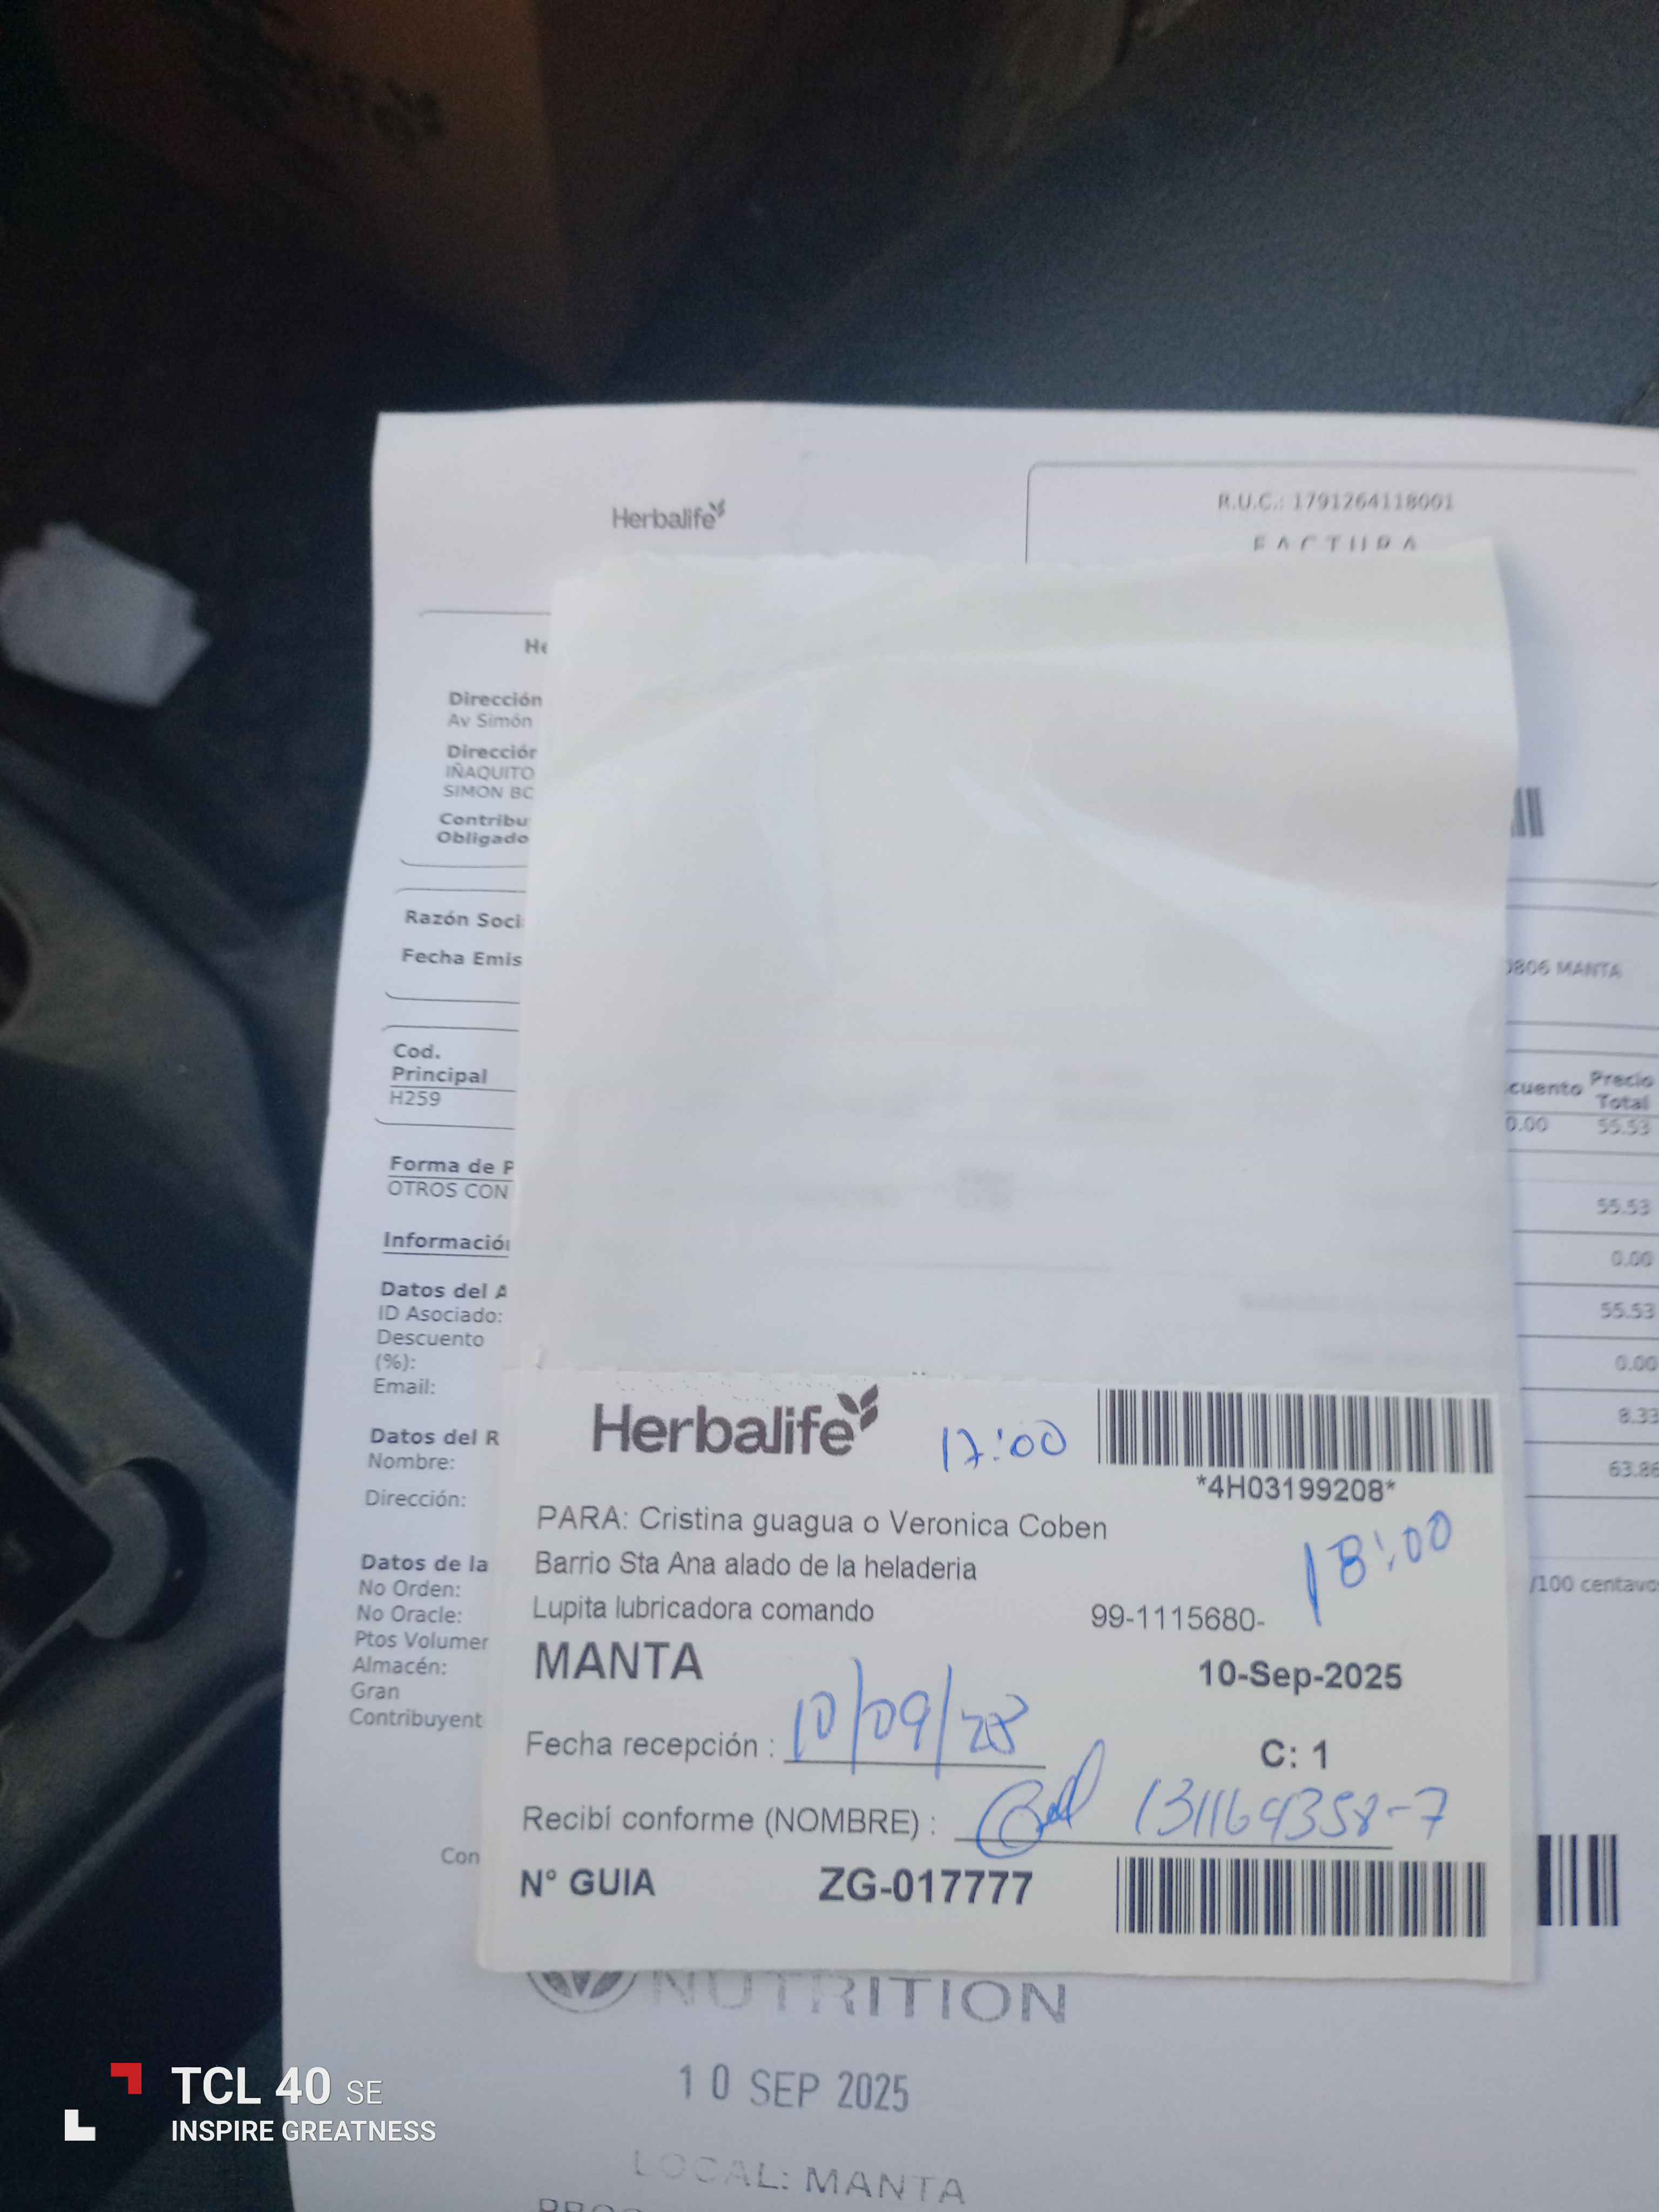 Herbalife
R.U.C.: 1791264118001
FACTURA
He
Dirección
Av Simón
Dirección
IÑAQUITO
SIMON BO
Contribu
Obligado
Razón Soci
Fecha Emis
0806 MANTA
Cod.
Principal
H259
cuento Precio
Total
0.00 55.53
Forma de P
OTROS CON
55.53
Informació
0.00
Datos del A
ID Asociado:
55.53
Descuento
(%):
0.00
Email:
8.33
Datos del R
Nombre:
63.86
Dirección:
Datos de la
/100 centavo
No Orden:
No Oracle:
Ptos Volumen
Almacén:
Gran
Contribuyent
Con
Herbalife 17:00
*4H03199208*
PARA: Cristina guagua o Veronica Coben
18:00
Barrio Sta Ana alado de la heladeria
Lupita lubricadora comando 99-1115680-
MANTA 10-Sep-2025
Fecha recepción : 10/09/
C: 1
Recibí conforme (NOMBRE) : 131164358-7
N° GUIA ZG-017777
NUTRITION
10 SEP 2025
LOCAL: MANTA
TCL 40 SE
INSPIRE GREATNESS